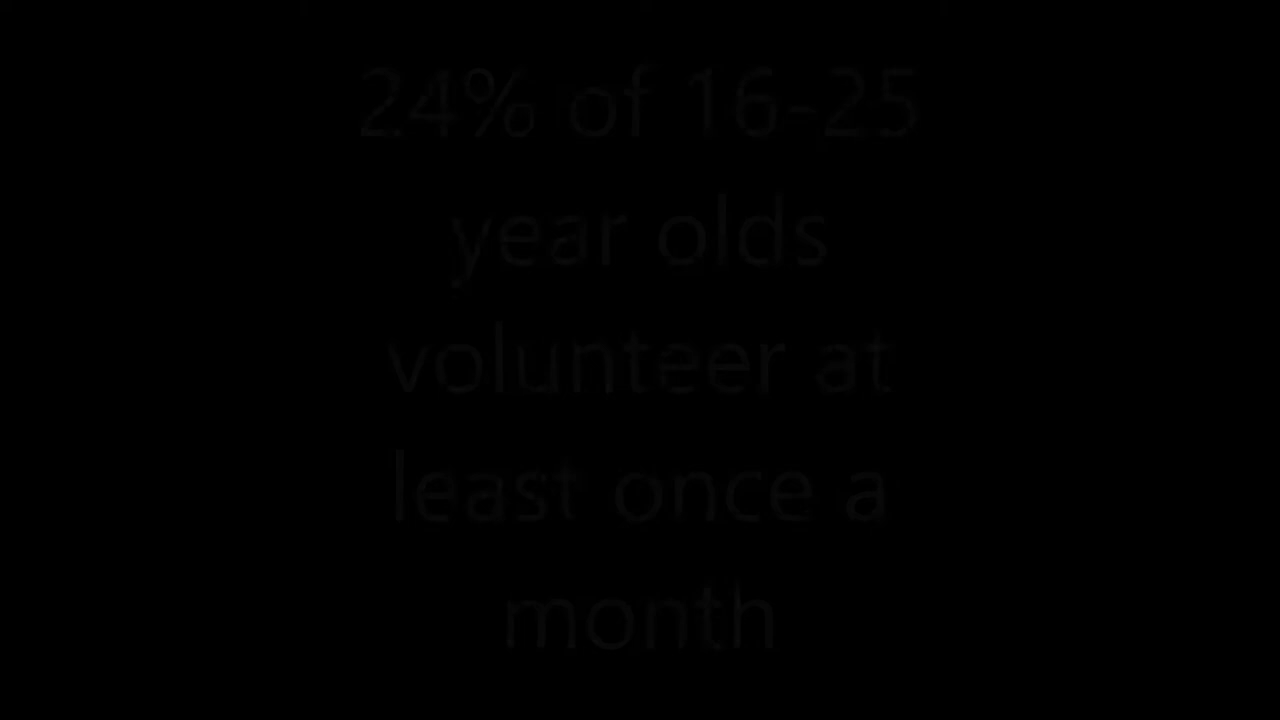 24% of 16-25
year olds
volunteer at
least once a
month